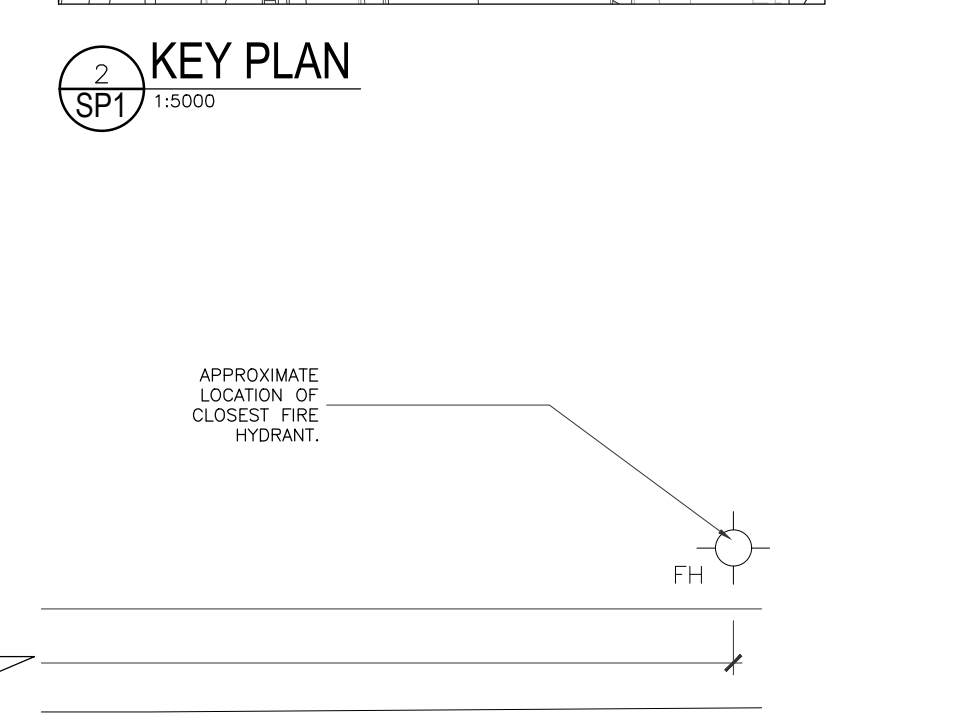 2
SP1
KEY PLAN
1:5000
APPROXIMATE
LOCATION OF
CLOSEST FIRE
HYDRANT.
FH